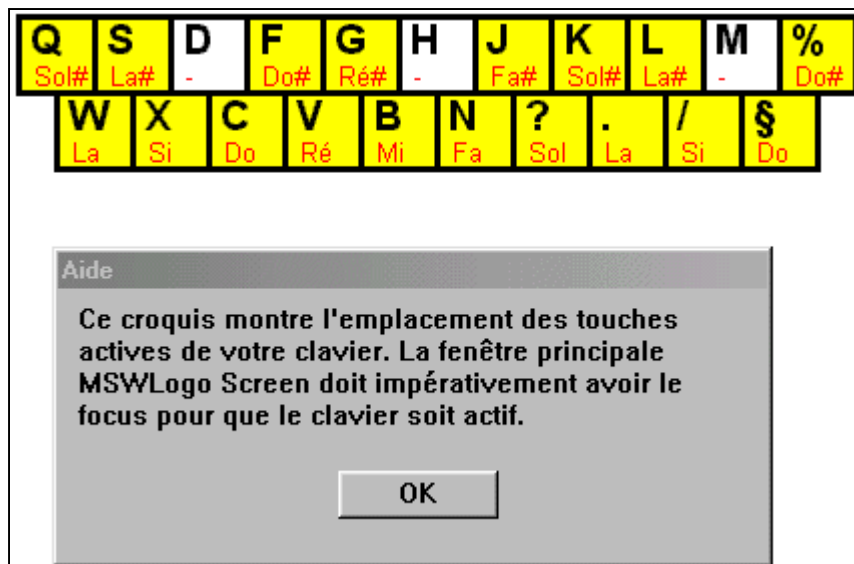 Q S D F G H J K L M %
Sol# La# - Do# Ré# - Fa# Sol# La# - Do#
W X C V B N ? . / §
La Si Do Ré Mi Fa Sol La Si Do
Aide
Ce croquis montre l'emplacement des touches
actives de votre clavier. La fenêtre principale
MSWLogo Screen doit impérativement avoir le
focus pour que le clavier soit actif.
OK